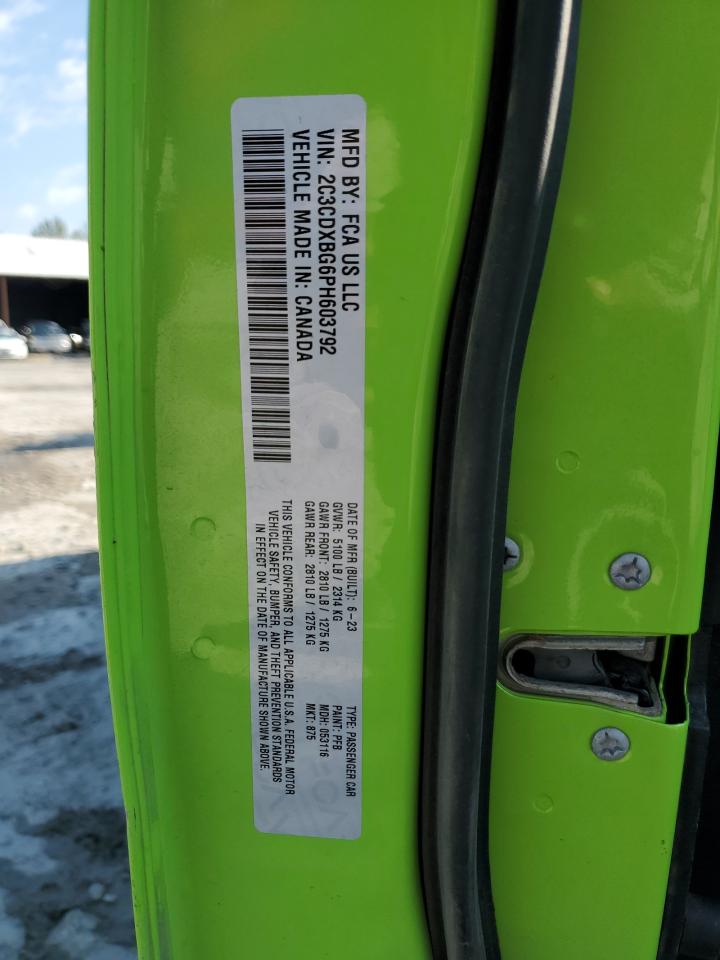 MFD BY: FCA US LLC
VIN: 2C3CDXBG6PH603792
VEHICLE MADE IN: CANADA
DATE OF MFR (BUILT): 6-23
GVWR: 5100 LB / 2314 KG
GAWR FRONT: 2810 LB / 1275 KG
GAWR REAR: 2810 LB / 1275 KG
TYPE: PASSENGER CAR
PAINT: PFB
MDH: 053116
MKT: 875
THIS VEHICLE CONFORMS TO ALL APPLICABLE U.S.A. FEDERAL MOTOR
VEHICLE SAFETY, BUMPER, AND THEFT PREVENTION STANDARDS
IN EFFECT ON THE DATE OF MANUFACTURE SHOWN ABOVE.